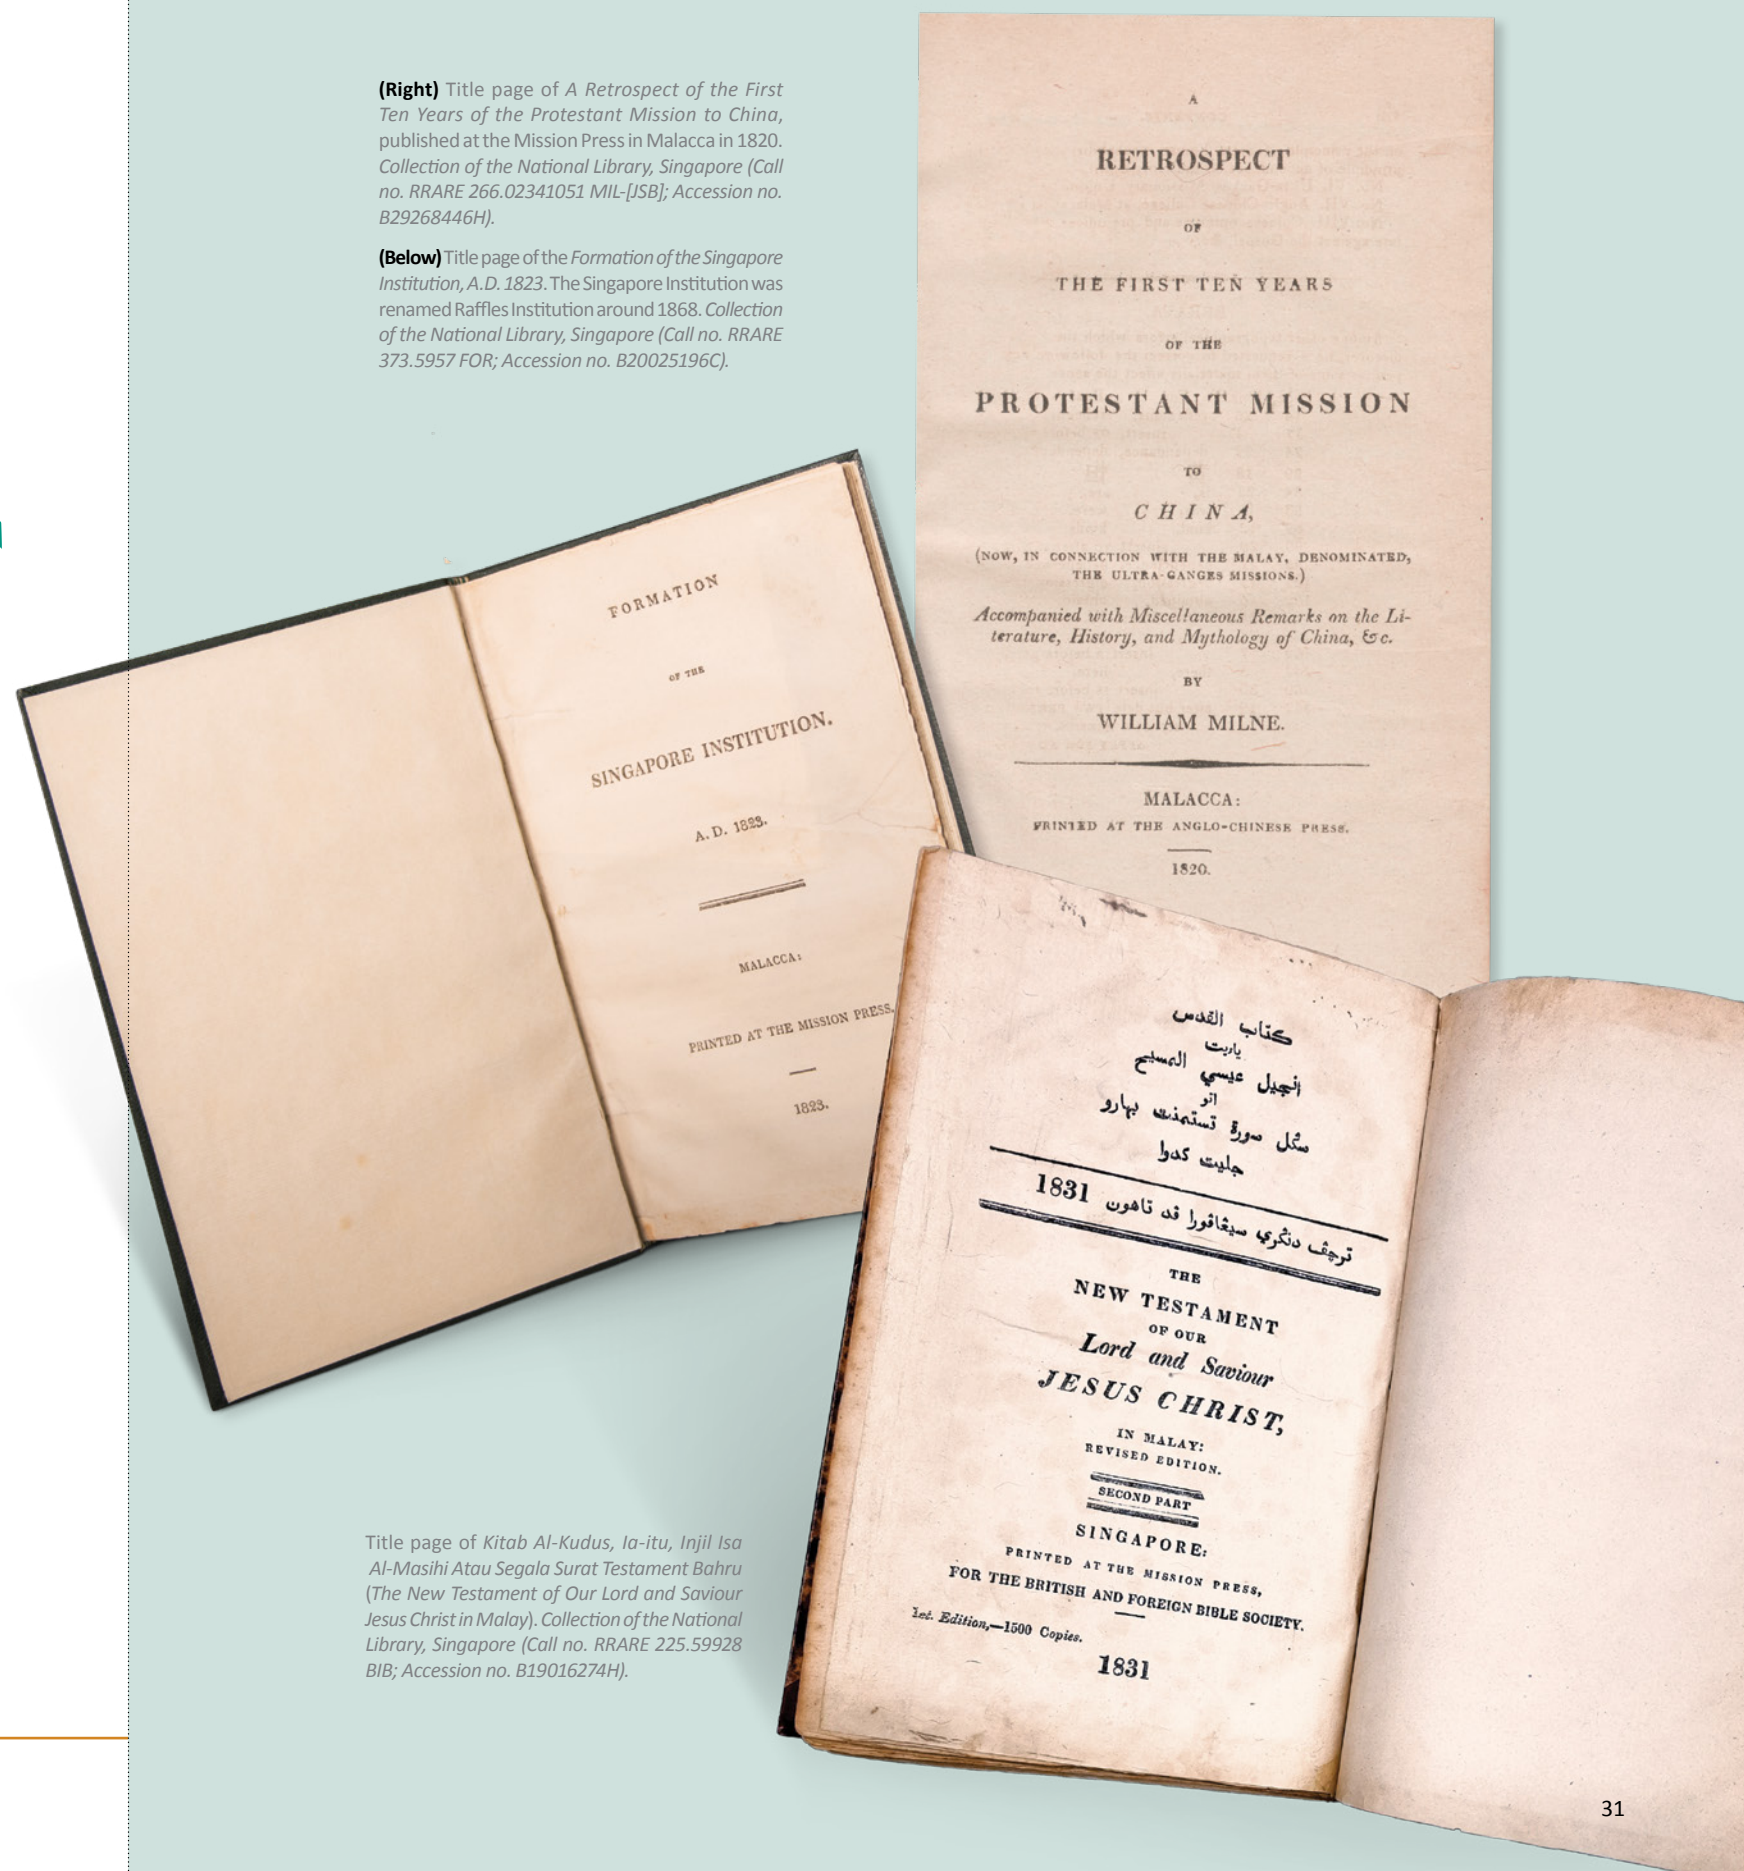 (Right) Title page of A Retrospect of the First
Ten Years of the Protestant Mission to China,
published at the Mission Press in Malacca in 1820.
Collection of the National Library, Singapore (Call
no. RRARE 266.02341051 MIL-[JSB]; Accession no.
B29268446H).
(Below) Title page of the Formation of the Singapore
Institution, A.D. 1823. The Singapore Institution was
renamed Raffles Institution around 1868. Collection
of the National Library, Singapore (Call no. RRARE
373.5957 FOR; Accession no. B20025196C).
A
RETROSPECT
OF
THE FIRST TEN YEARS
OF THE
PROTESTANT MISSION
TO
CHINA,
(NOW, IN CONNECTION WITH THE MALAY, DENOMINATED,
THE ULTRA-GANGES MISSIONS.)
Accompanied with Miscellaneous Remarks on the Li-
terature, History, and Mythology of China, &c.
BY
WILLIAM MILNE.
MALACCA:
PRINTED AT THE ANGLO-CHINESE PRESS.
1820.
FORMATION
OF THE
SINGAPORE INSTITUTION.
A. D. 1823.
MALACCA:
PRINTED AT THE MISSION PRESS.
1823.
كتاب القدس
يايت
انجيل عيسي المسيح
اتو
سݢل سورة تستمنت بهارو
جليت كدوا
ترچڤ دنڬري سيڠاڤورا ڤد تاهون 1831
THE
NEW TESTAMENT
OF OUR
Lord and Saviour
JESUS CHRIST,
IN MALAY:
REVISED EDITION.
SECOND PART
SINGAPORE:
PRINTED AT THE MISSION PRESS,
FOR THE BRITISH AND FOREIGN BIBLE SOCIETY.
1st. Edition,—1500 Copies.
1831
Title page of Kitab Al-Kudus, Ia-itu, Injil Isa
Al-Masihi Atau Segala Surat Testament Bahru
(The New Testament of Our Lord and Saviour
Jesus Christ in Malay). Collection of the National
Library, Singapore (Call no. RRARE 225.59928
BIB; Accession no. B19016274H).
31